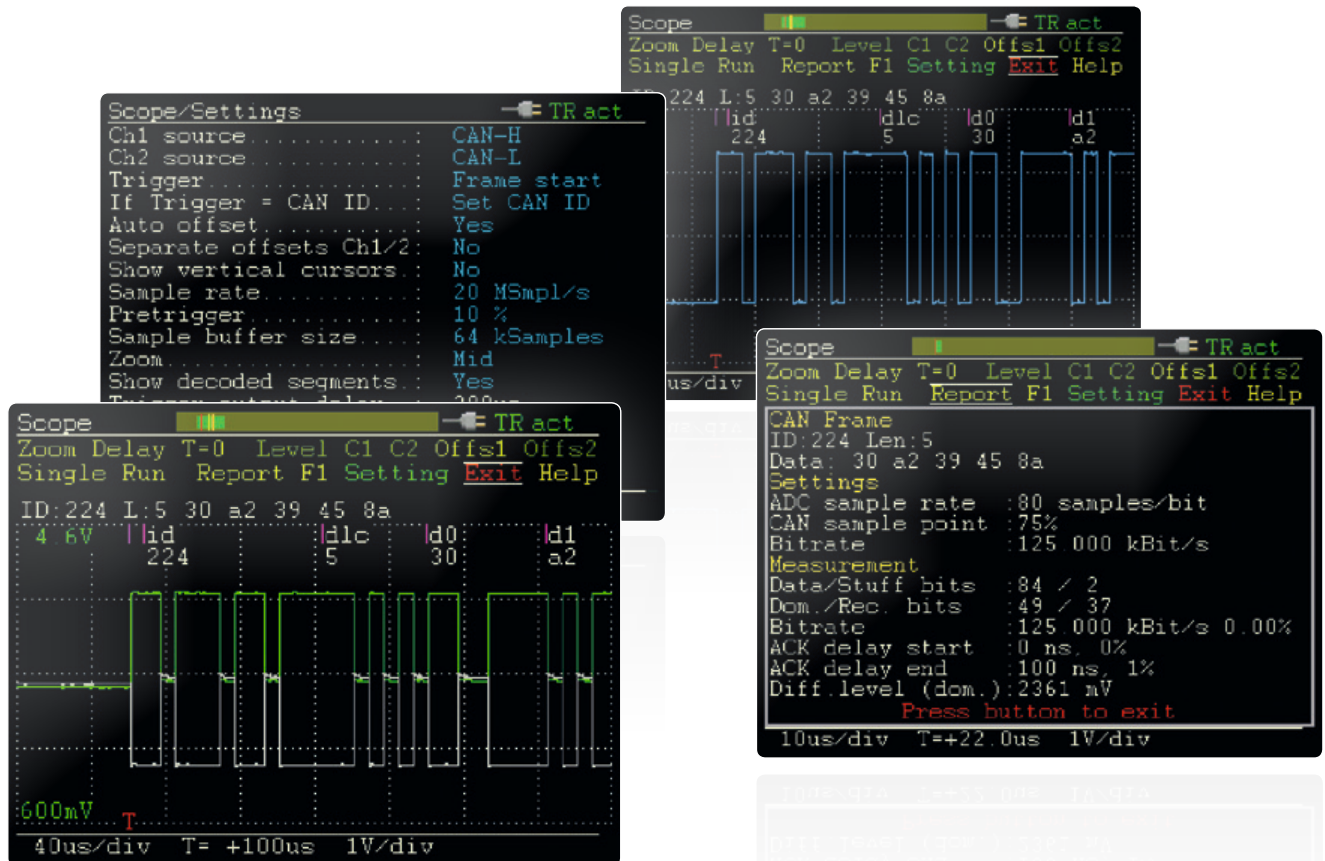 Scope TR act
Zoom Delay T=0 Level C1 C2 Offs1 Offs2
Single Run Report F1 Setting Exit Help
224 L:5 30 a2 39 45 8a
id dlc d0 d1
224 5 30 a2
T
us/div
Scope/Settings TR act
Ch1 source.............: CAN-H
Ch2 source.............: CAN-L
Trigger................: Frame start
If Trigger = CAN ID...: Set CAN ID
Auto offset............: Yes
Separate offsets Ch1/2: No
Show vertical cursors.: No
Sample rate............: 20 MSmpl/s
Pretrigger.............: 10 %
Sample buffer size....: 64 kSamples
Zoom...................: Mid
Show decoded seqments.: Yes
Scope TR act
Zoom Delay T=0 Level C1 C2 Offs1 Offs2
Single Run Report F1 Setting Exit Help
ID:224 L:5 30 a2 39 45 8a
4.6V id dlc d0 d1
224 5 30 a2
600mV T
40us/div T= +100us 1V/div
Scope TR act
Zoom Delay T=0 Level C1 C2 Offs1 Offs2
Single Run Report F1 Setting Exit Help
CAN Frame
ID:224 Len:5
Data: 30 a2 39 45 8a
Settings
ADC sample rate :80 samples/bit
CAN sample point :75%
Bitrate :125.000 kBit/s
Measurement
Data/Stuff bits :84 / 2
Dom./Rec. bits :49 / 37
Bitrate :125.000 kBit/s 0.00%
ACK delay start :0 ns, 0%
ACK delay end :100 ns, 1%
Diff.level (dom.):2361 mV
Press button to exit
10us/div T=+22.0us 1V/div